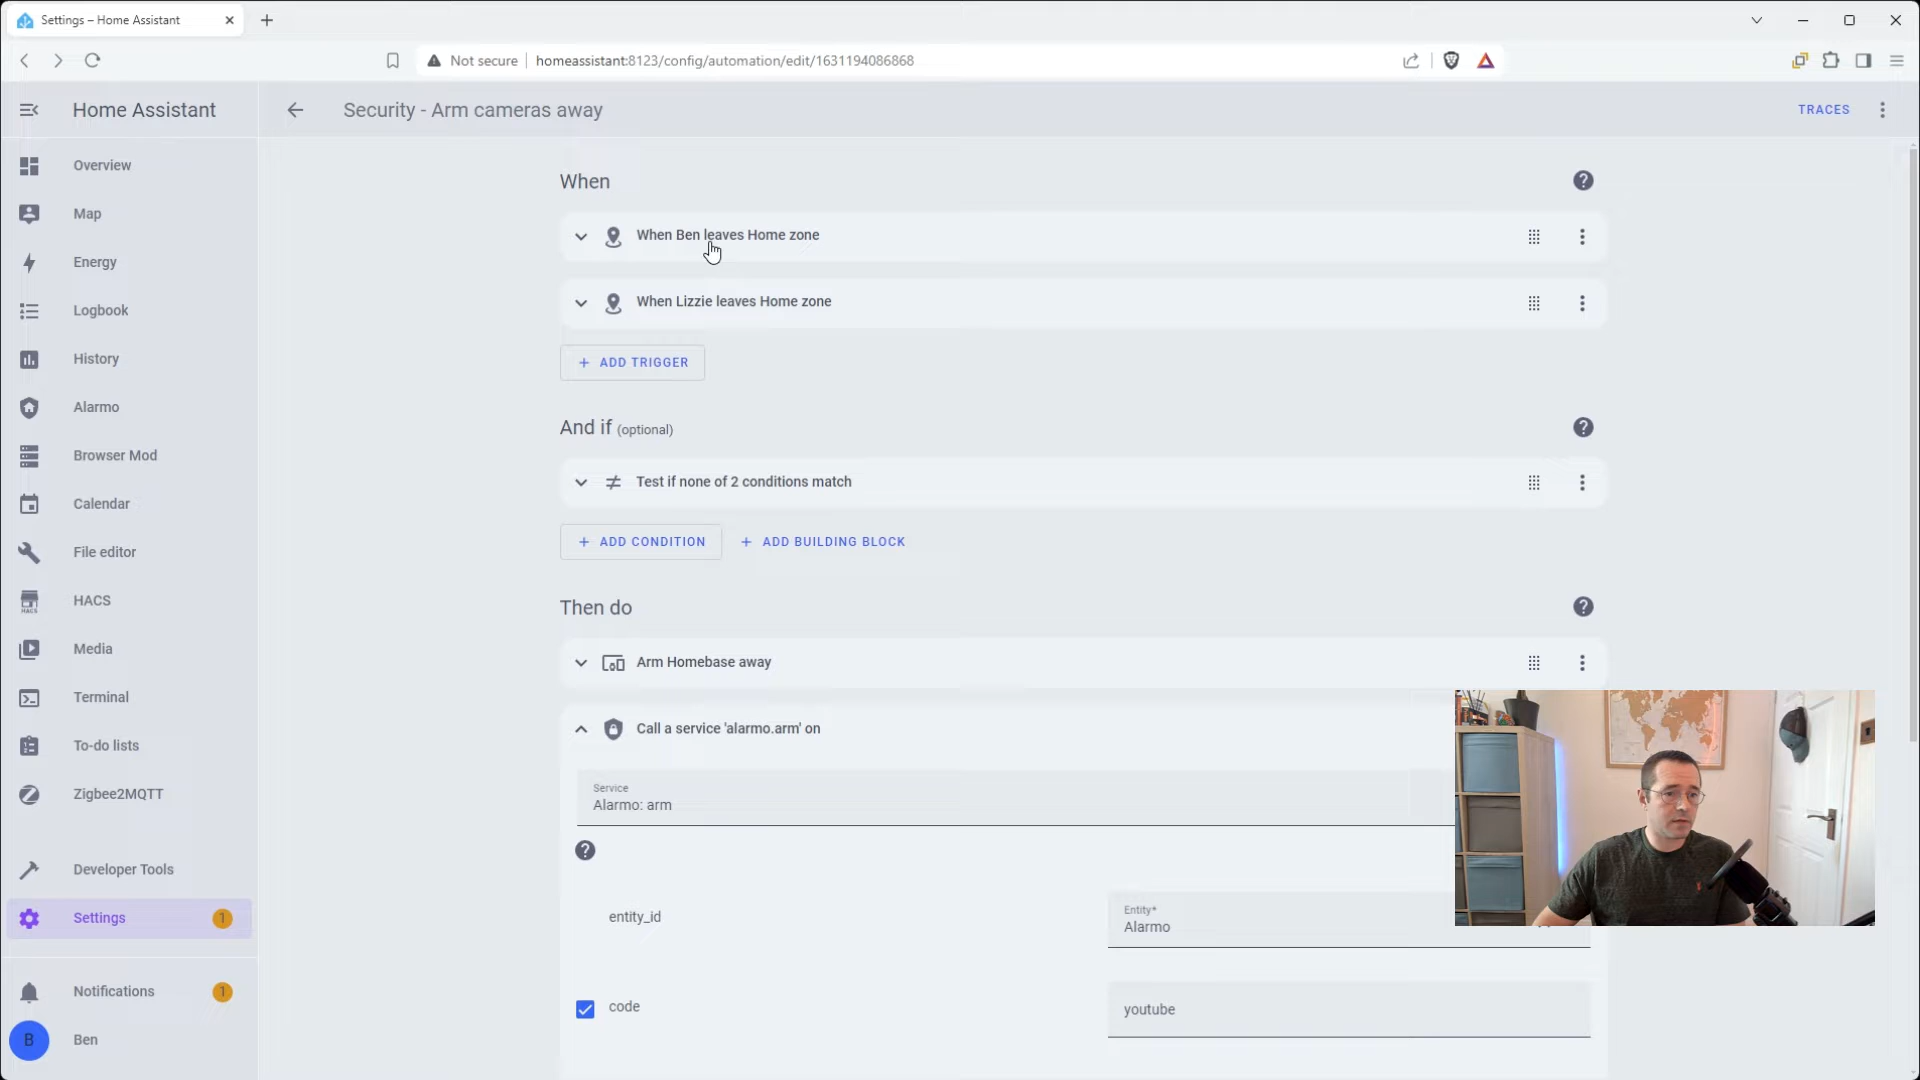 Settings – Home Assistant
Not secure
homeassistant:8123/config/automation/edit/1631194086868
Home Assistant
Security - Arm cameras away
TRACES
Overview
Map
Energy
Logbook
History
Alarmo
Browser Mod
Calendar
File editor
HACS
HACS
Media
Terminal
To-do lists
Zigbee2MQTT
Developer Tools
Settings
1
Notifications
1
B
Ben
When
When Ben leaves Home zone
When Lizzie leaves Home zone
+ ADD TRIGGER
And if (optional)
Test if none of 2 conditions match
+ ADD CONDITION
+ ADD BUILDING BLOCK
Then do
Arm Homebase away
Call a service 'alarmo.arm' on
Service
Alarmo: arm
entity_id
Entity*
Alarmo
code
youtube